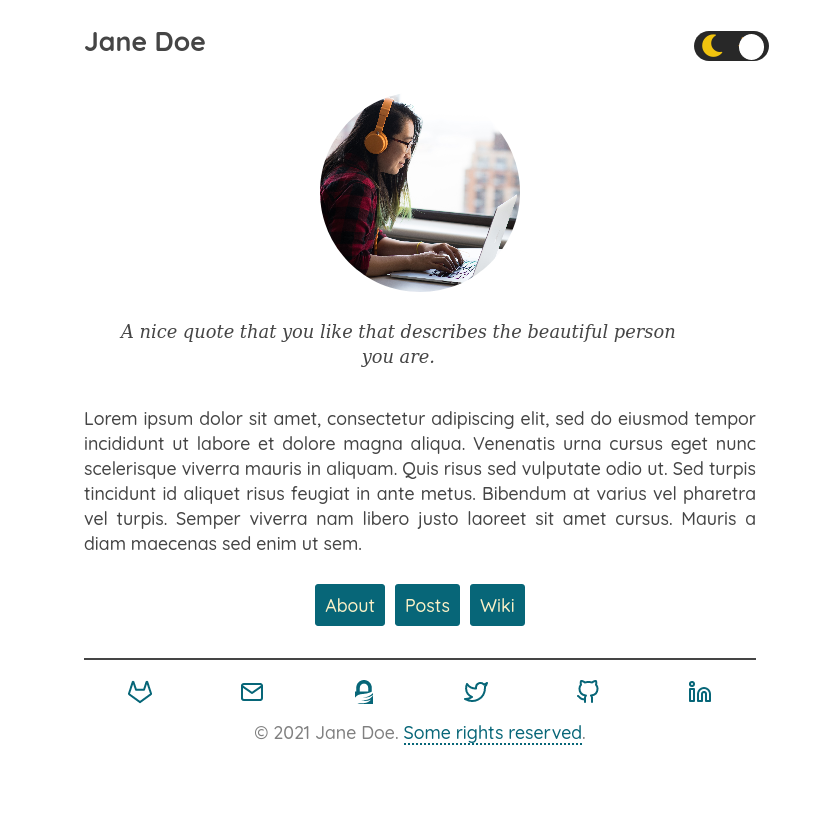 Jane Doe
A nice quote that you like that describes the beautiful person
you are.
Lorem ipsum dolor sit amet, consectetur adipiscing elit, sed do eiusmod tempor
incididunt ut labore et dolore magna aliqua. Venenatis urna cursus eget nunc
scelerisque viverra mauris in aliquam. Quis risus sed vulputate odio ut. Sed turpis
tincidunt id aliquet risus feugiat in ante metus. Bibendum at varius vel pharetra
vel turpis. Semper viverra nam libero justo laoreet sit amet cursus. Mauris a
diam maecenas sed enim ut sem.
About Posts Wiki
© 2021 Jane Doe. Some rights reserved.